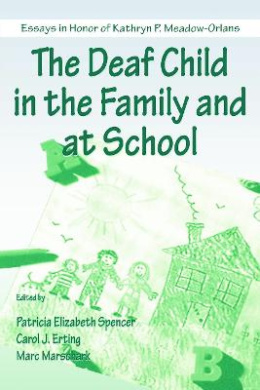 Essays in Honor of Kathryn P. Meadow-Orlans
The Deaf Child
in the Family and
at School
A
Edited by
Patricia Elizabeth Spencer
Carol J. Erting
Marc Marschark
B